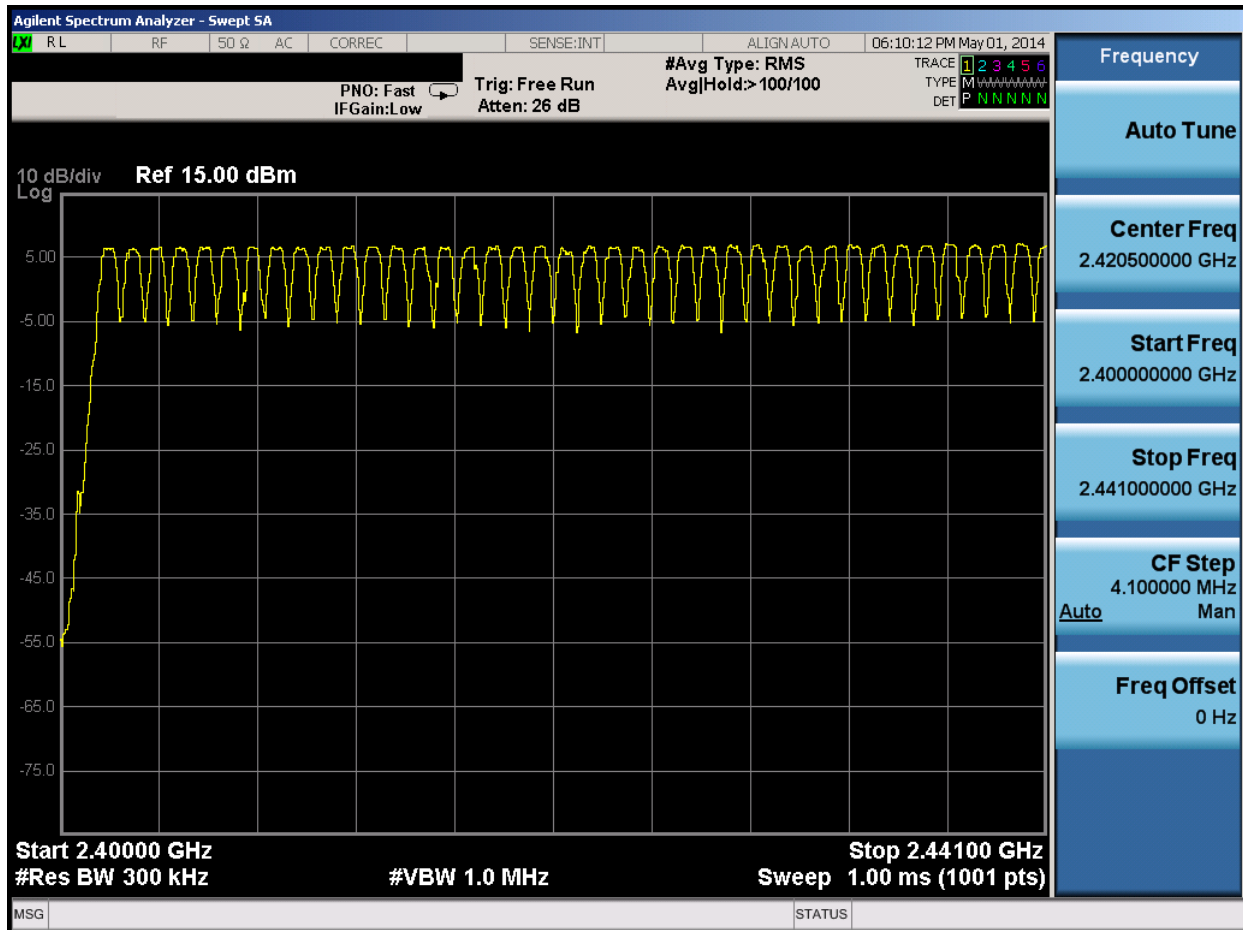 Agilent Spectrum Analyzer - Swept SA
LXI RL RF 50 Ω AC CORREC SENSE:INT ALIGN AUTO 06:10:12 PM May 01, 2014
PNO: Fast
IFGain:Low
Trig: Free Run
Atten: 26 dB
#Avg Type: RMS
Avg|Hold:>100/100
TRACE 1 2 3 4 5 6
TYPE M W W W W W
DET P N N N N N
10 dB/div
Log
Ref 15.00 dBm
5.00
-5.00
-15.0
-25.0
-35.0
-45.0
-55.0
-65.0
-75.0
Start 2.40000 GHz
Stop 2.44100 GHz
#Res BW 300 kHz
#VBW 1.0 MHz
Sweep 1.00 ms (1001 pts)
MSG
STATUS
Frequency
Auto Tune
Center Freq
2.420500000 GHz
Start Freq
2.400000000 GHz
Stop Freq
2.441000000 GHz
CF Step
4.100000 MHz
Auto Man
Freq Offset
0 Hz